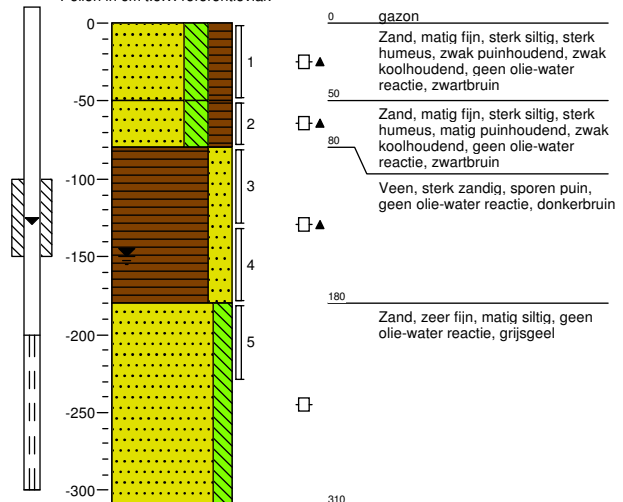 0
gazon
0
Zand, matig fijn, sterk siltig, sterk
humeus, zwak puinhoudend, zwak
koolhoudend, geen olie-water
reactie, zwartbruin
1
-50
50
Zand, matig fijn, sterk siltig, sterk
humeus, matig puinhoudend, zwak
koolhoudend, geen olie-water
reactie, zwartbruin
2
80
-100
3
Veen, sterk zandig, sporen puin,
geen olie-water reactie, donkerbruin
-150
4
180
-200
Zand, zeer fijn, matig siltig, geen
olie-water reactie, grijsgeel
5
-250
-300
310